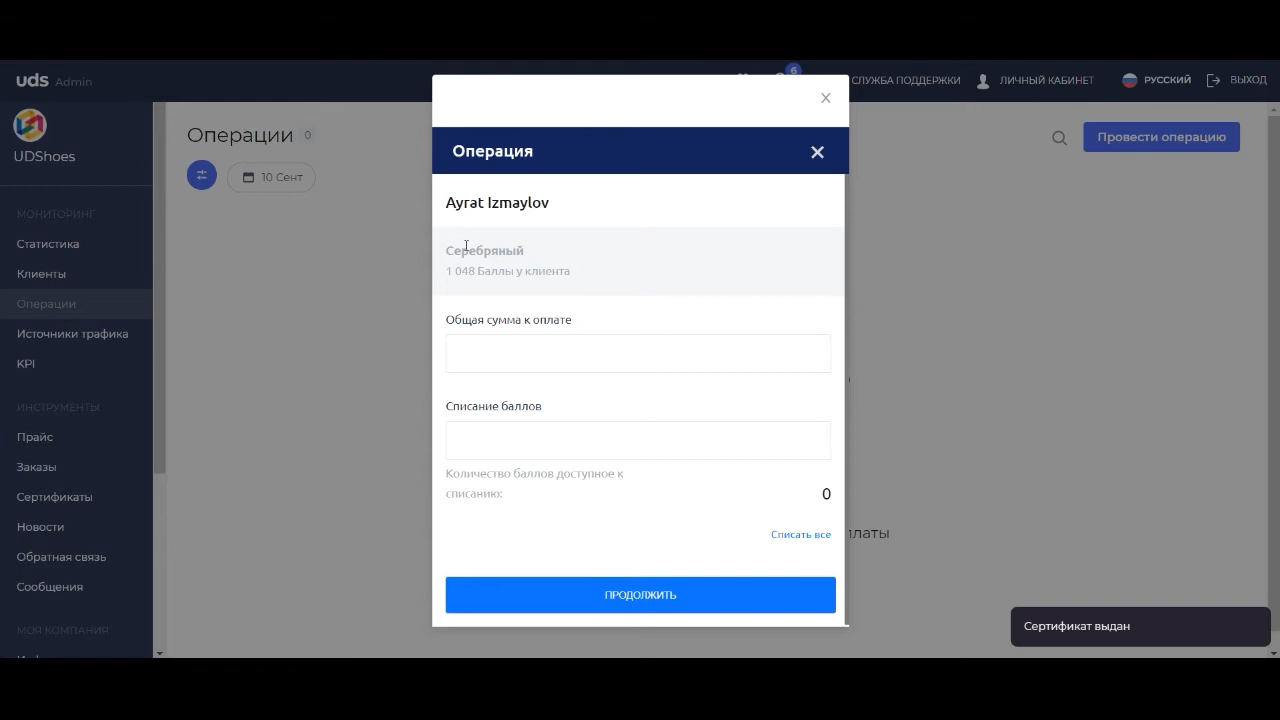 uds Admin
6
СЛУЖБА ПОДДЕРЖКИ
ЛИЧНЫЙ КАБИНЕТ
РУССКИЙ
ВЫХОД
UDShoes
МОНИТОРИНГ
Статистика
Клиенты
Операции
Источники трафика
KPI
ИНСТРУМЕНТЫ
Прайс
Заказы
Сертификаты
Новости
Обратная связь
Сообщения
МОЯ КОМПАНИЯ
Операции 0
10 Сент
Провести операцию
Операция
Ayrat Izmaylov
Серебряный
1 048 Баллы у клиента
Общая сумма к оплате
Списание баллов
Количество баллов доступное к
списанию:
0
Списать все
ПРОДОЛЖИТЬ
Сертификат выдан